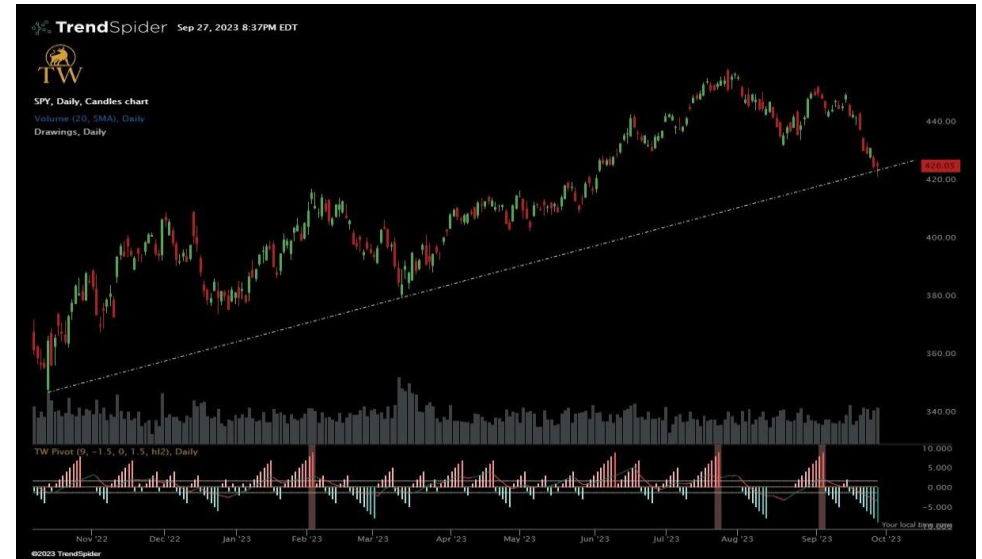 TrendSpider Sep 27, 2023 8:37PM EDT
TW
SPY, Daily, Candles chart
Volume (20, SMA), Daily
Drawings, Daily
440.00
426.05
420.00
400.00
380.00
360.00
340.00
TW Pivot (9, -1.5, 0, 1.5, hl2), Daily
10.000
5.000
0.000
-5.000
Your local time
Nov '22 Dec '22 Jan '23 Feb '23 Mar '23 Apr '23 May '23 Jun '23 Jul '23 Aug '23 Sep '23 Oct '23
©2023 TrendSpider